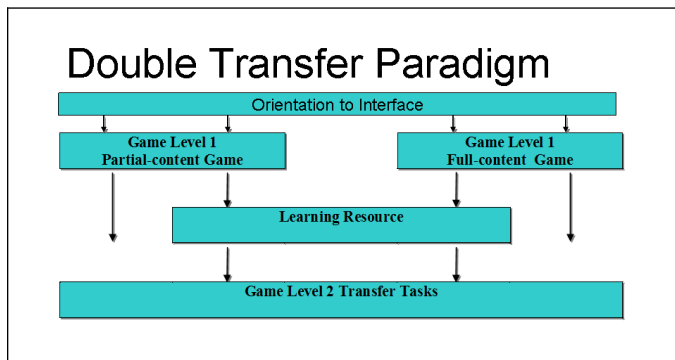 Double Transfer Paradigm
Orientation to Interface
Game Level 1
Partial-content Game
Game Level 1
Full-content Game
Learning Resource
Game Level 2 Transfer Tasks